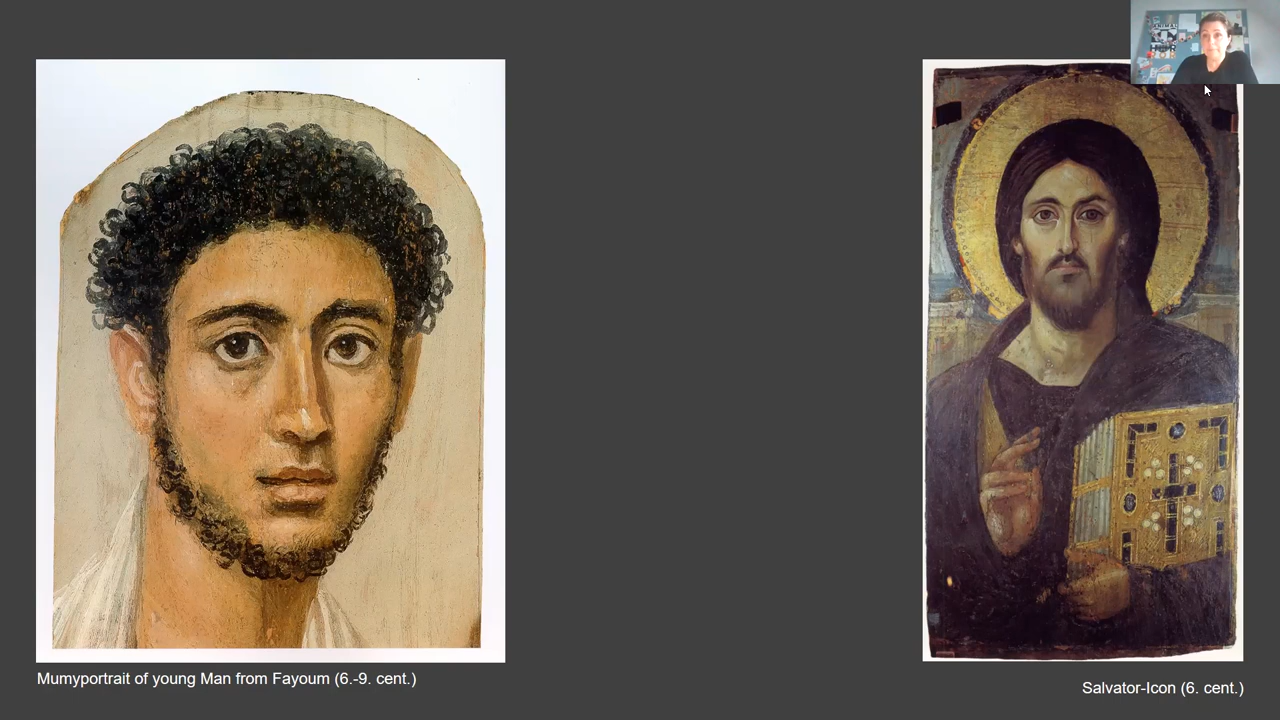 Mumyportrait of young Man from Fayoum (6.-9. cent.)
Salvator-Icon (6. cent.)